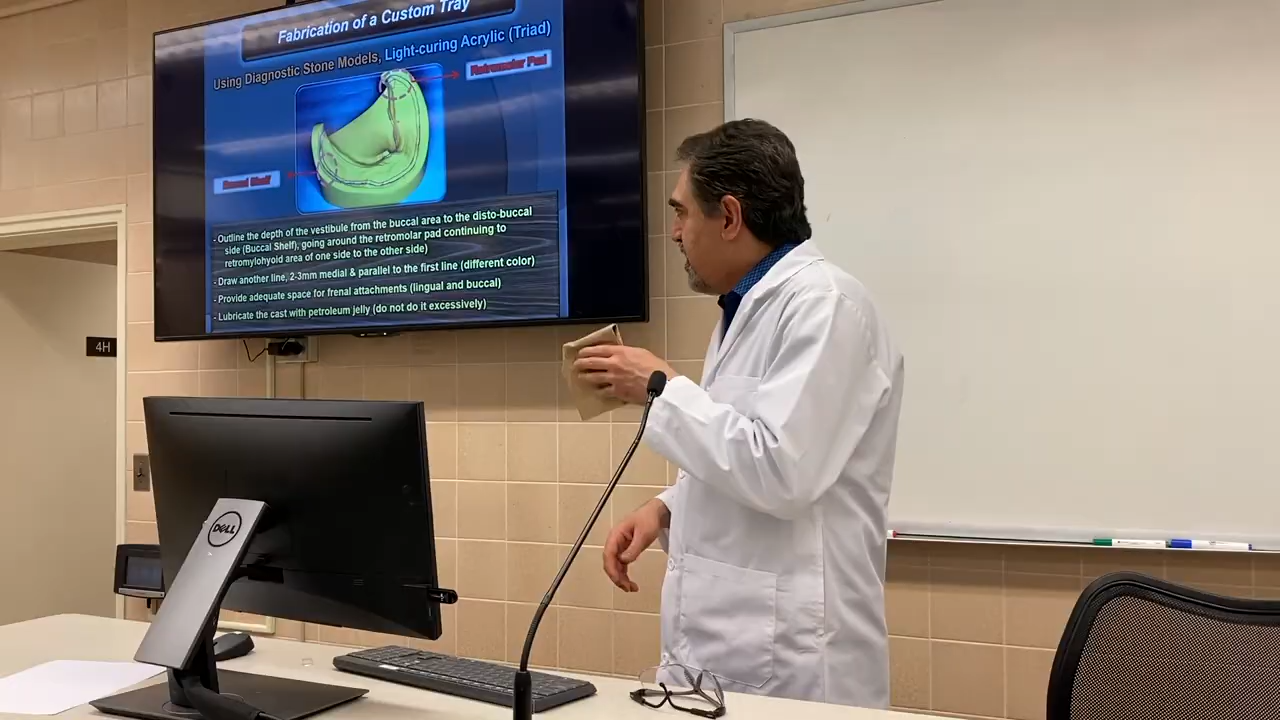 Fabrication of a Custom Tray
Using Diagnostic Stone Models, Light-curing Acrylic (Triad)
Retromolar Pad
Buccal Shelf
- Outline the depth of the vestibule from the buccal area to the disto-buccal
side (Buccal Shelf), going around the retromolar pad continuing to
retromylohyoid area of one side to the other side)
- Draw another line, 2-3mm medial & parallel to the first line (different color)
- Provide adequate space for frenal attachments (lingual and buccal)
- Lubricate the cast with petroleum jelly (do not do it excessively)
4H
DELL